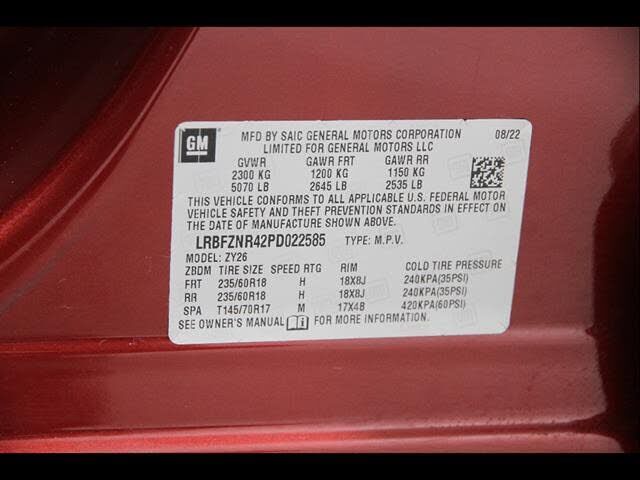 GM
MFD BY SAIC GENERAL MOTORS CORPORATION 08/22
LIMITED FOR GENERAL MOTORS LLC
GVWR GAWR FRT GAWR RR
2300 KG 1200 KG 1150 KG
5070 LB 2645 LB 2535 LB
THIS VEHICLE CONFORMS TO ALL APPLICABLE U.S. FEDERAL MOTOR
VEHICLE SAFETY AND THEFT PREVENTION STANDARDS IN EFFECT ON
THE DATE OF MANUFACTURE SHOWN ABOVE.
LRBFZNR42PD022585 TYPE: M.P.V.
MODEL: ZY26
ZBDM TIRE SIZE SPEED RTG RIM COLD TIRE PRESSURE
FRT 235/60R18 H 18X8J 240KPA(35PSI)
RR 235/60R18 H 18X8J 240KPA(35PSI)
SPA T145/70R17 M 17X4B 420KPA(60PSI)
SEE OWNER'S MANUAL FOR MORE INFORMATION.